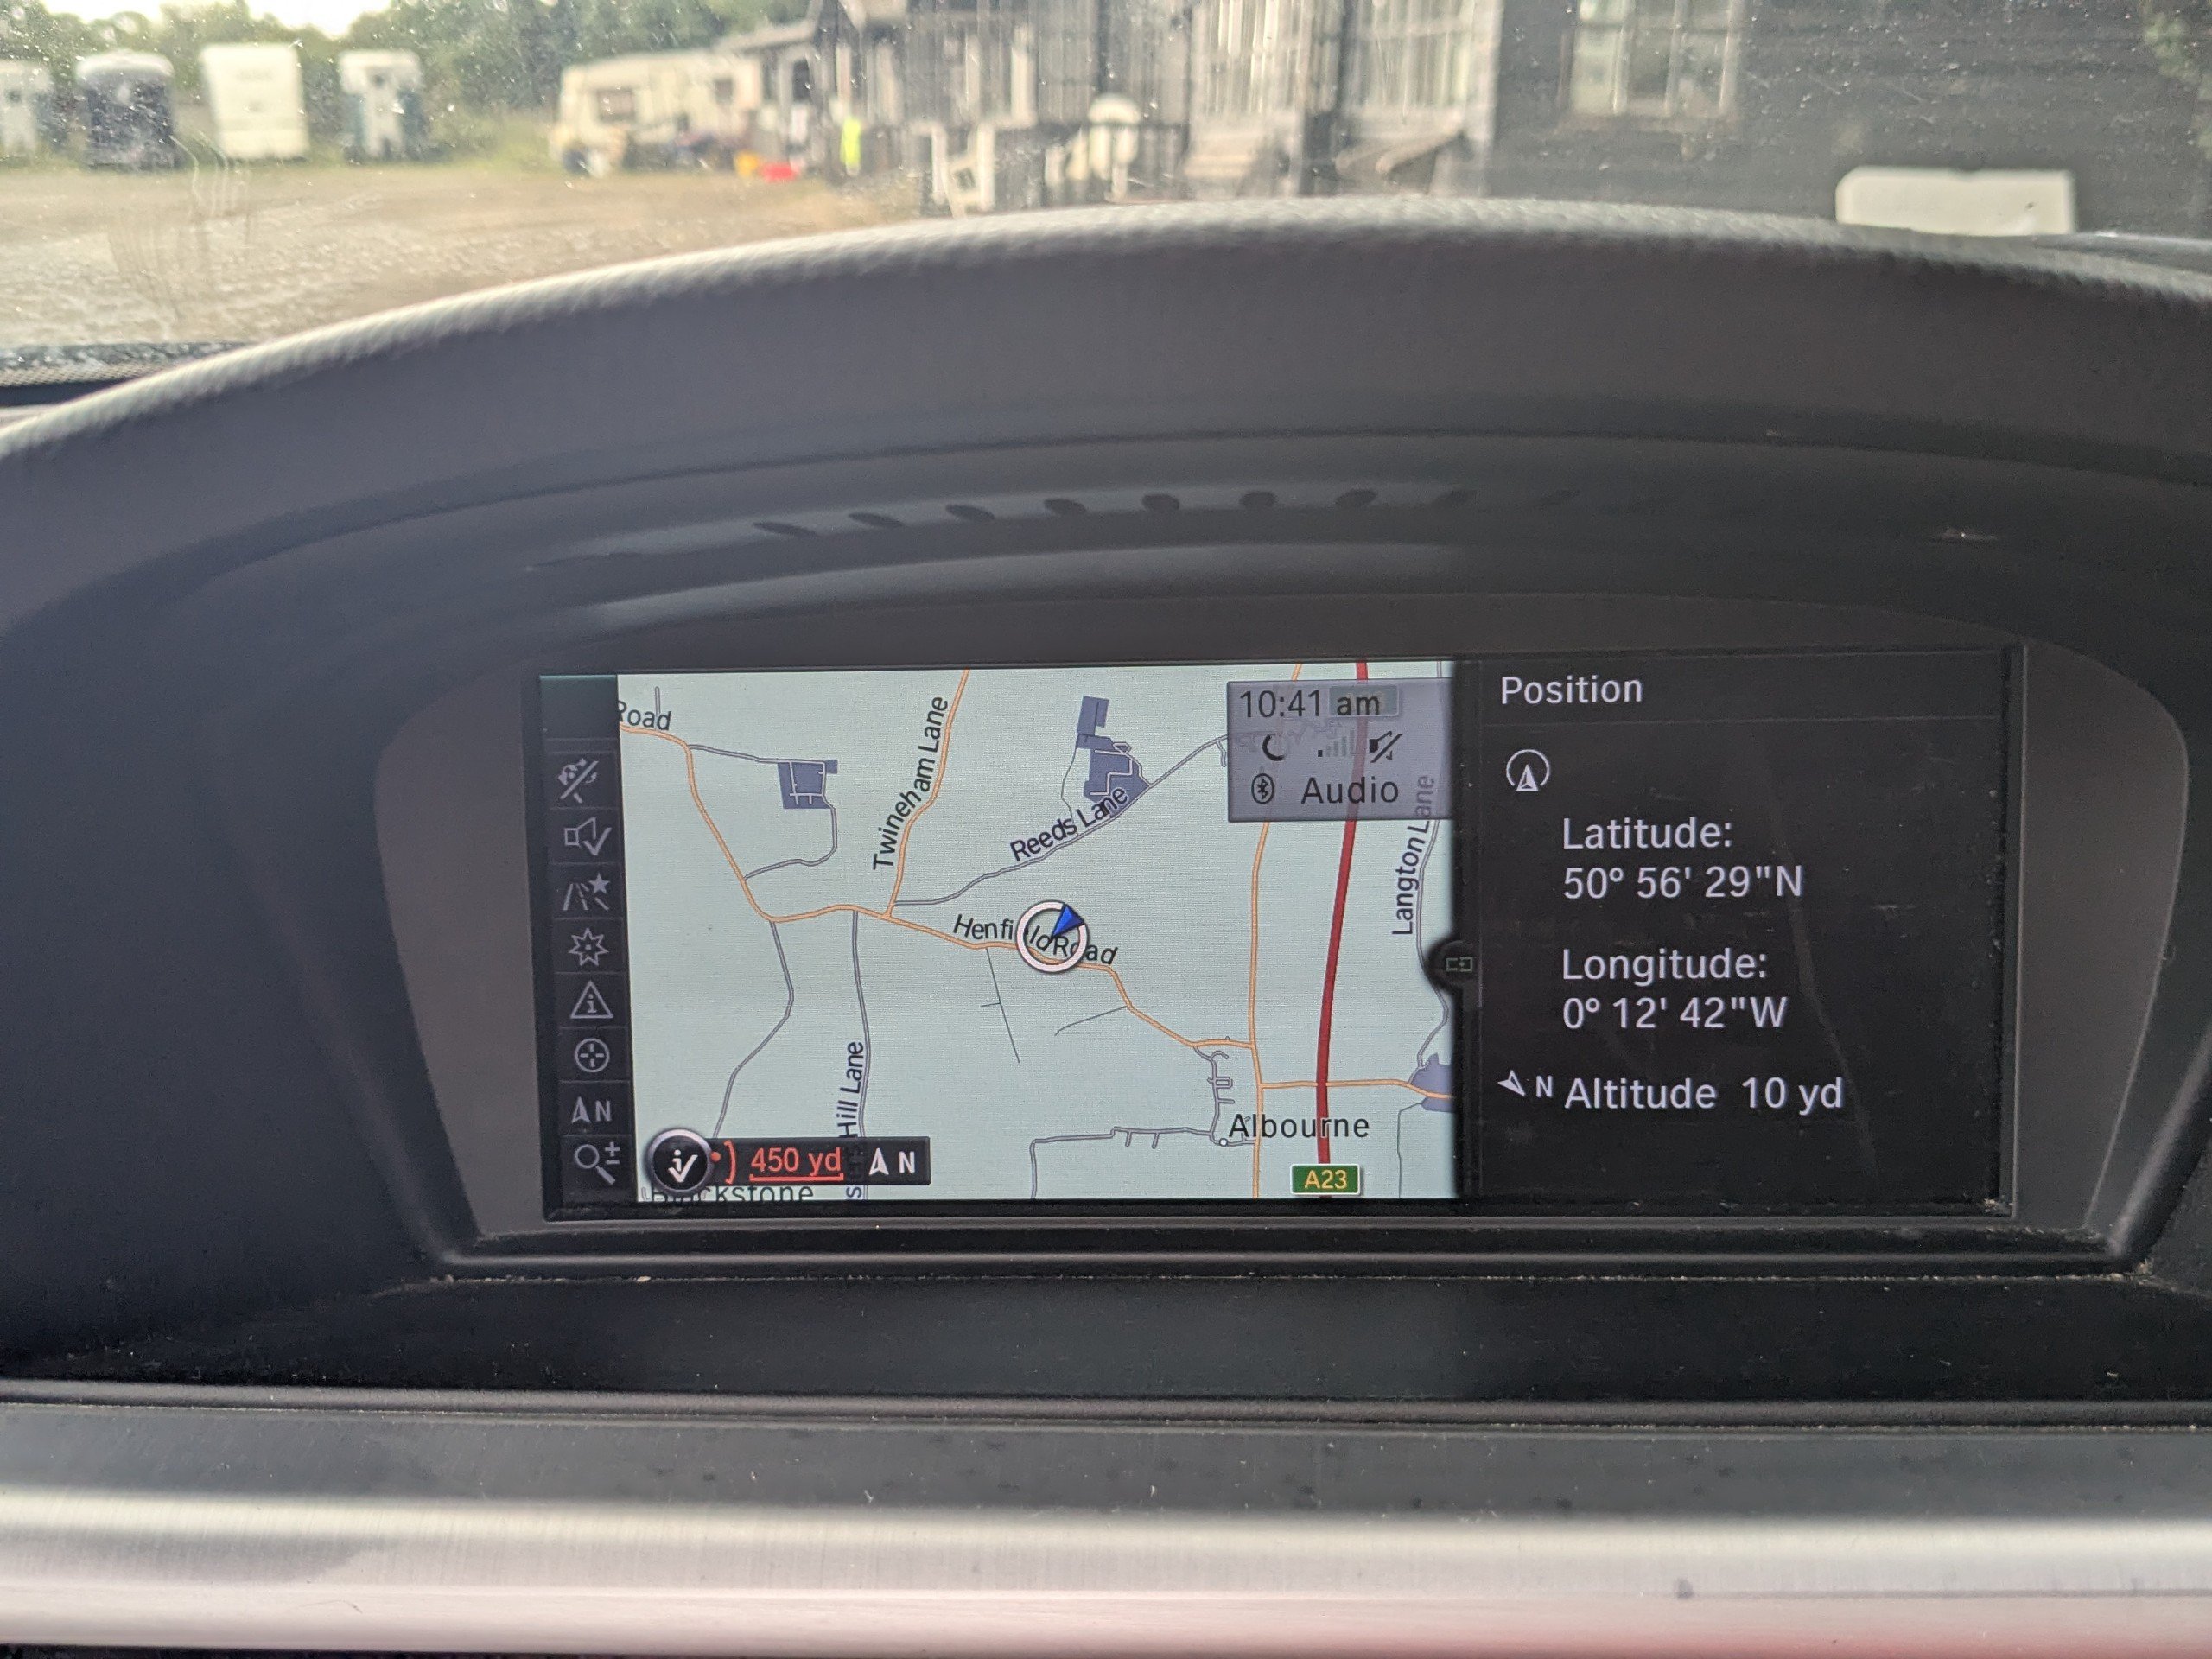 Road
Twineham Lane
Reeds Lane
10:41 am
Audio
Langton Lane
Henfield Road
Hill Lane
Albourne
450 yd
N
A23
N
Position
Latitude:
50° 56' 29"N
Longitude:
0° 12' 42"W
N Altitude 10 yd